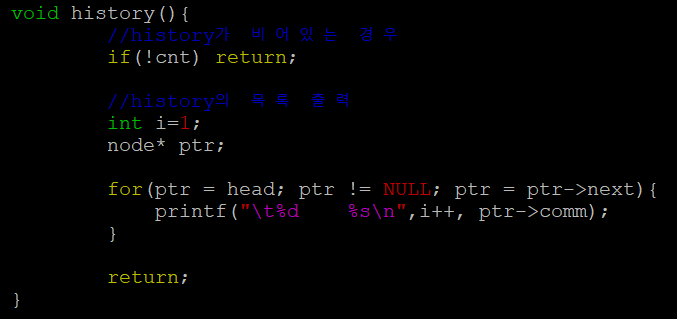 void history(){
//history가 비어있는 경우
if(!cnt) return;
//history의 목록 출력
int i=1;
node* ptr;
for(ptr = head; ptr != NULL; ptr = ptr->next){
printf("\t%d    %s\n",i++, ptr->comm);
}
return;
}